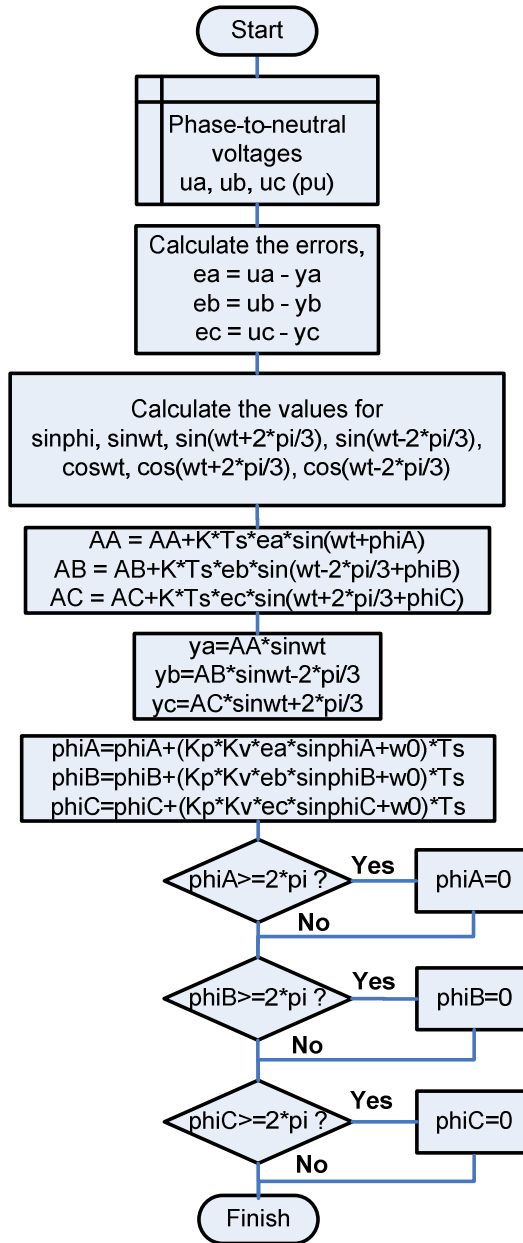 Start
Phase-to-neutral
voltages
ua, ub, uc (pu)
Calculate the errors,
ea = ua - ya
eb = ub - yb
ec = uc - yc
Calculate the values for
sinphi, sinwt, sin(wt+2*pi/3), sin(wt-2*pi/3),
coswt, cos(wt+2*pi/3), cos(wt-2*pi/3)
AA = AA+K*Ts*ea*sin(wt+phiA)
AB = AB+K*Ts*eb*sin(wt-2*pi/3+phiB)
AC = AC+K*Ts*ec*sin(wt+2*pi/3+phiC)
ya=AA*sinwt
yb=AB*sinwt-2*pi/3
yc=AC*sinwt+2*pi/3
phiA=phiA+(Kp*Kv*ea*sinphiA+w0)*Ts
phiB=phiB+(Kp*Kv*eb*sinphiB+w0)*Ts
phiC=phiC+(Kp*Kv*ec*sinphiC+w0)*Ts
phiA>=2*pi ?
Yes
phiA=0
No
phiB>=2*pi ?
Yes
phiB=0
No
phiC>=2*pi ?
Yes
phiC=0
No
Finish